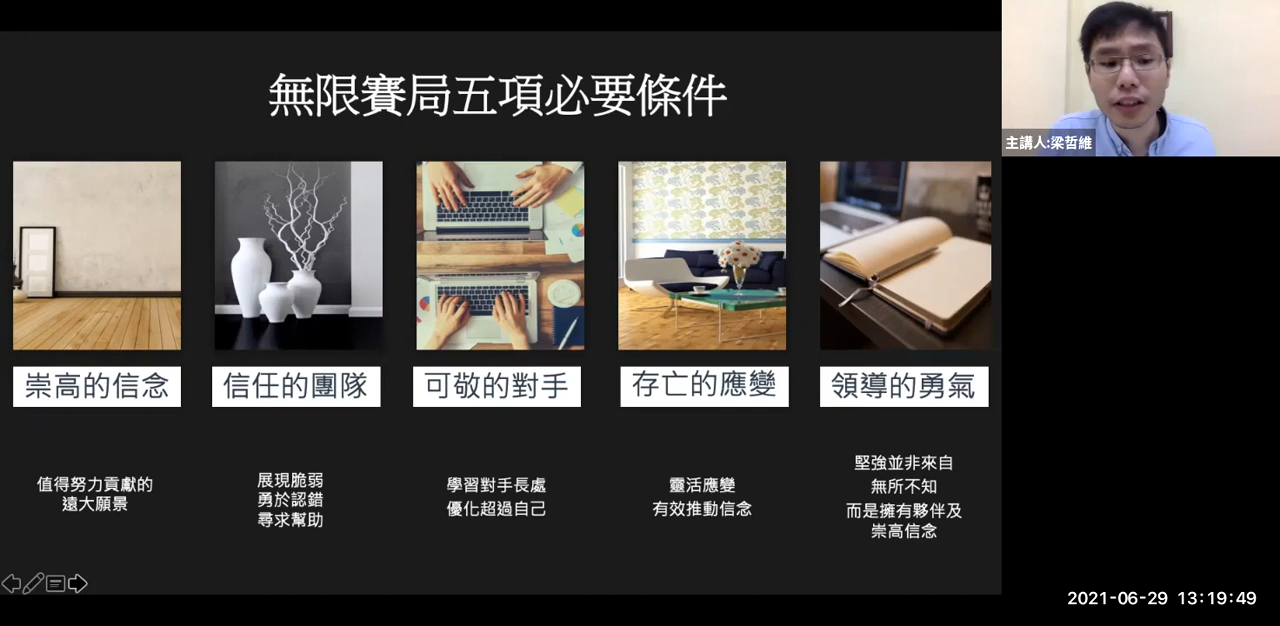 無限賽局五項必要條件
主講人:梁哲維
崇高的信念
信任的團隊
可敬的對手
存亡的應變
領導的勇氣
值得努力貢獻的
遠大願景
展現脆弱
勇於認錯
尋求幫助
學習對手長處
優化超過自己
靈活應變
有效推動信念
堅強並非來自
無所不知
而是擁有夥伴及
崇高信念
2021-06-29 13:19:49